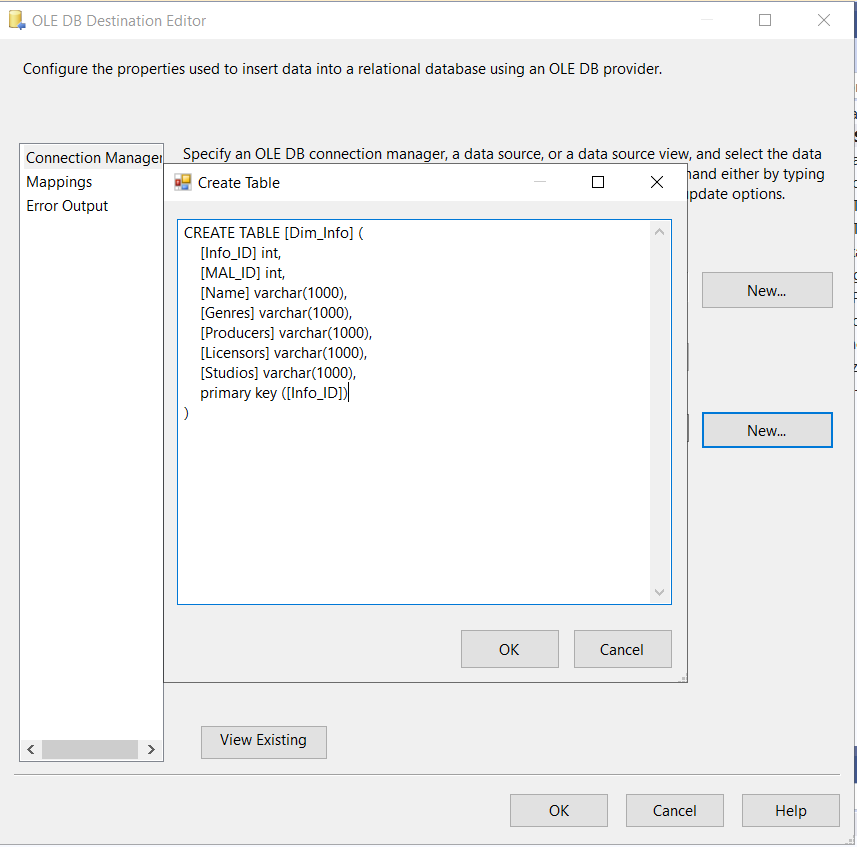 OLE DB Destination Editor
Configure the properties used to insert data into a relational database using an OLE DB provider.
Connection Manager
Mappings
Error Output
Specify an OLE DB connection manager, a data source, or a data source view, and select the data
mand either by typing
update options.
Create Table
CREATE TABLE [Dim_Info] (
[Info_ID] int,
[MAL_ID] int,
[Name] varchar(1000),
[Genres] varchar(1000),
[Producers] varchar(1000),
[Licensors] varchar(1000),
[Studios] varchar(1000),
primary key ([Info_ID])
)
OK
Cancel
New...
New...
View Existing
OK
Cancel
Help